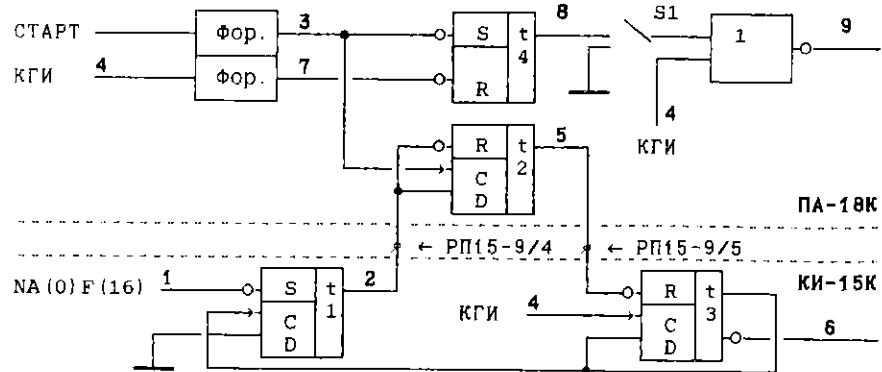 3
8
S1
9
СТАРТ
Фор.
S
t
4
1
4
7
КГИ
Фор.
R
4
КГИ
5
R
t
2
C
D
ПА-18К
← РП15-9/4
← РП15-9/5
КИ-15К
1
2
NA(0)F(16)
S
t
1
C
D
4
КГИ
R
t
3
C
D
6